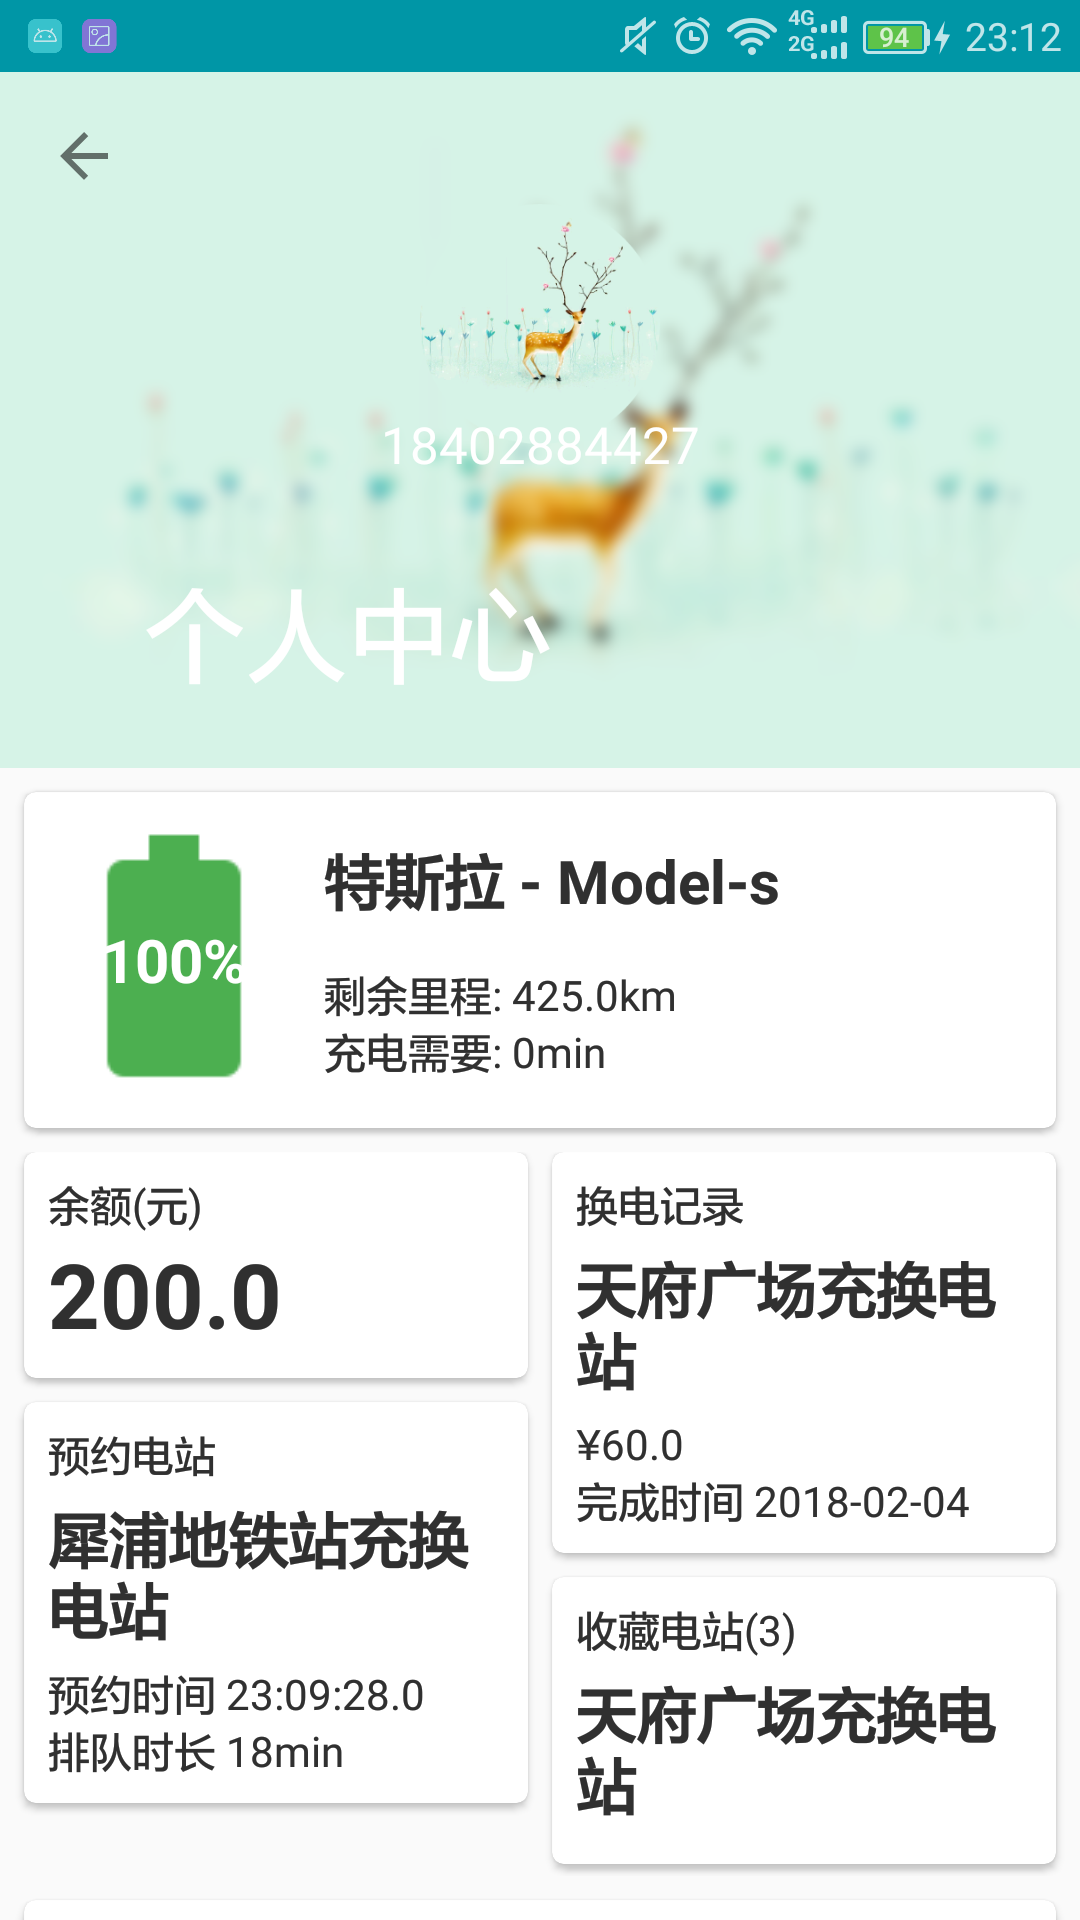 4G
2G
94
23:12
18402884427
个人中心
100%
特斯拉 - Model-s
剩余里程: 425.0km
充电需要: 0min
余额(元)
200.0
换电记录
天府广场充换电
站
¥60.0
完成时间 2018-02-04
预约电站
犀浦地铁站充换
电站
预约时间 23:09:28.0
排队时长 18min
收藏电站(3)
天府广场充换电
站